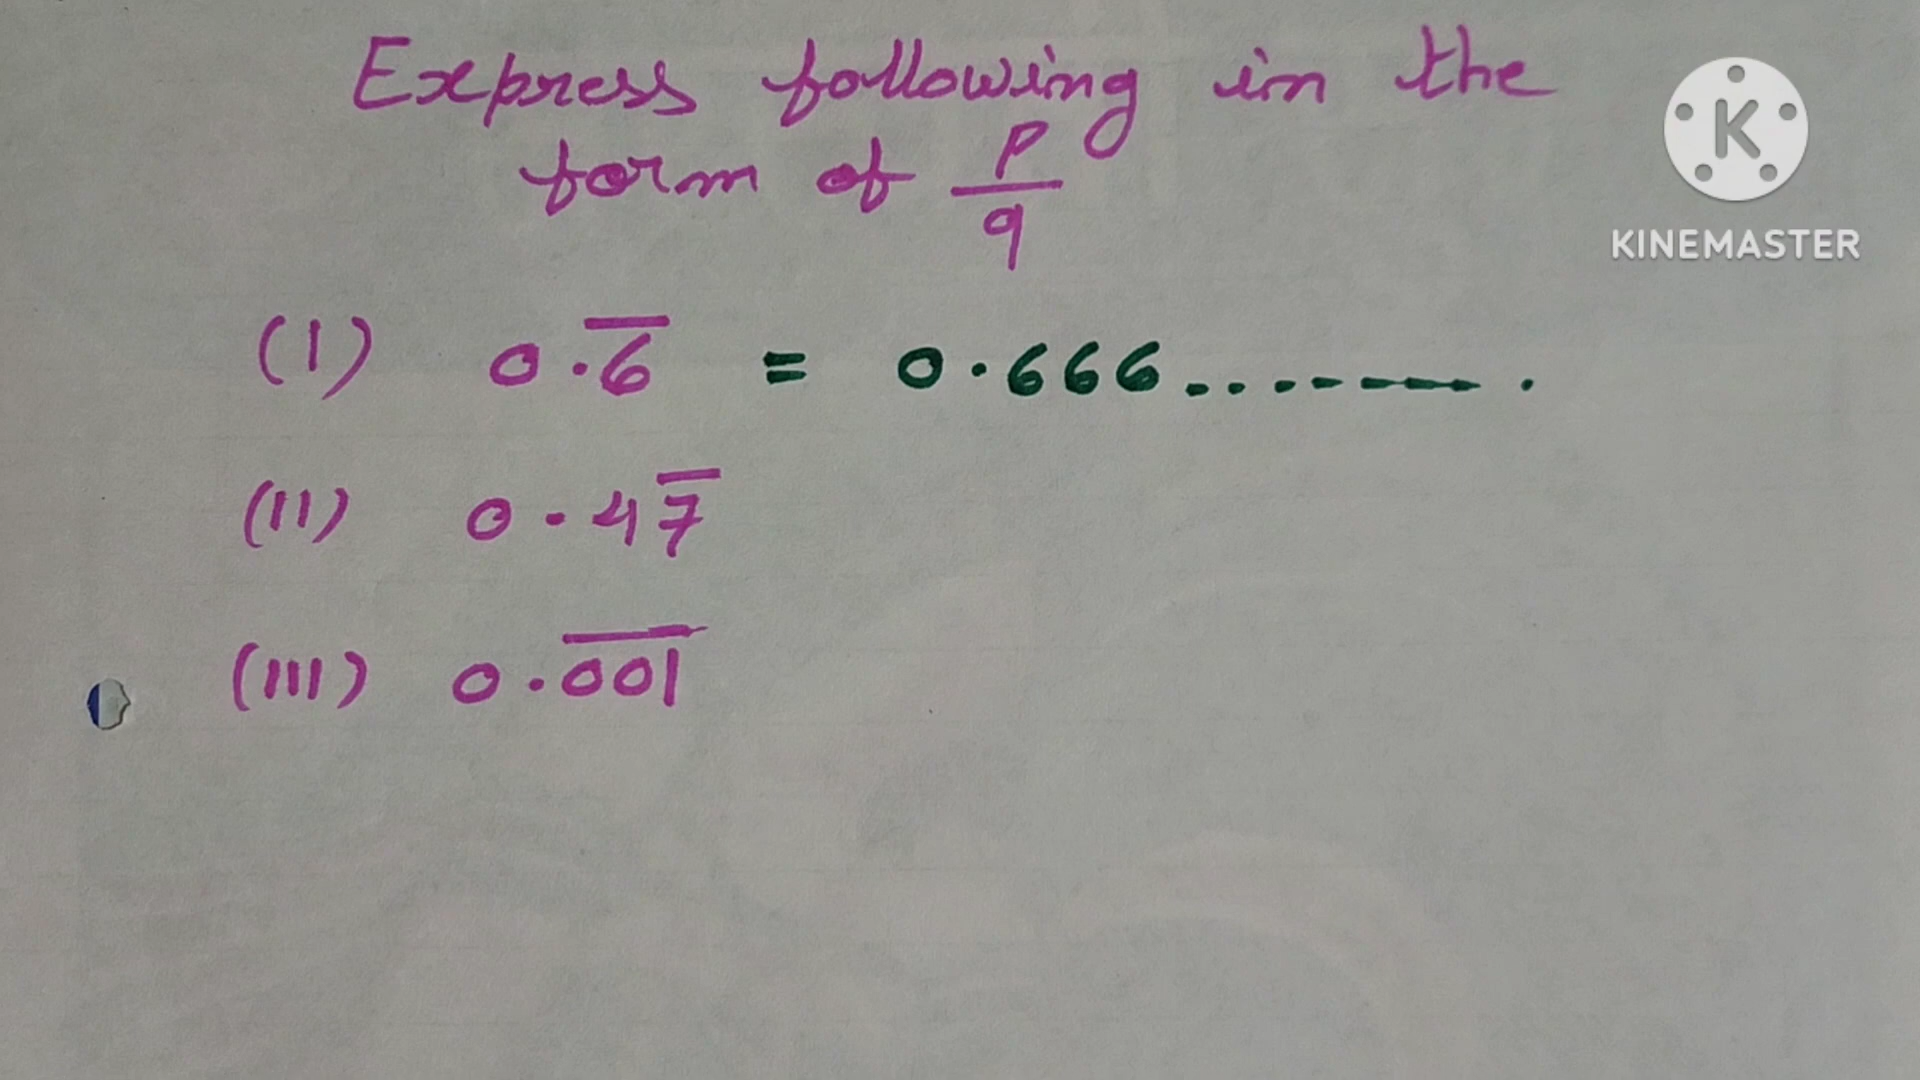 Express following in the
form of p/q
K
KINEMASTER
(I) 0.6̅ = 0.666..........
(II) 0.47̅
(III) 0.0̅0̅1̅